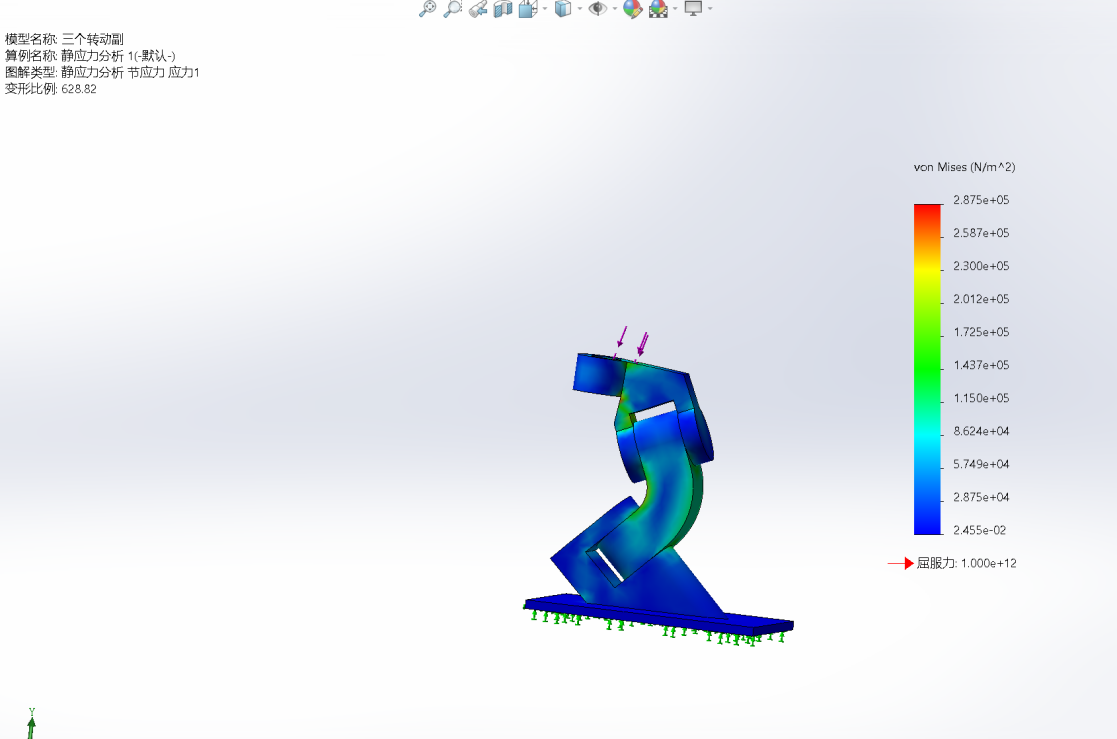 模型名称: 三个转动副
算例名称: 静应力分析 1(-默认-)
图解类型: 静应力分析 节应力 应力1
变形比例: 628.82
von Mises (N/m^2)
2.875e+05
2.587e+05
2.300e+05
2.012e+05
1.725e+05
1.437e+05
1.150e+05
8.624e+04
5.749e+04
2.875e+04
2.455e-02
屈服力: 1.000e+12
Y